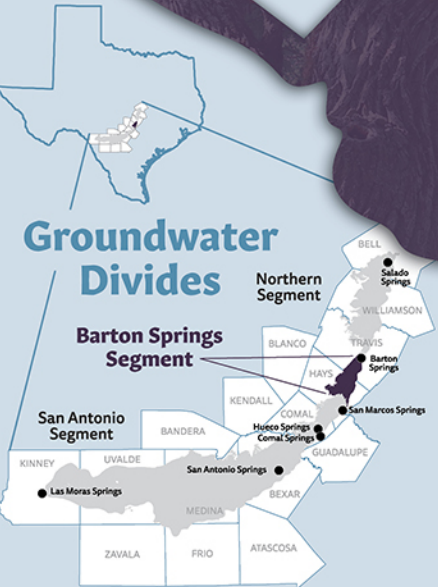 Groundwater
Divides
BELL
Salado
Springs
Northern
Segment
WILLIAMSON
Barton Springs
Segment
BLANCO
TRAVIS
Barton
Springs
HAYS
KENDALL
San Marcos Springs
San Antonio
Segment
COMAL
BANDERA
Hueco Springs
Comal Springs
GUADALUPE
KINNEY
UVALDE
San Antonio Springs
Las Moras Springs
BEXAR
MEDINA
ZAVALA
FRIO
ATASCOSA